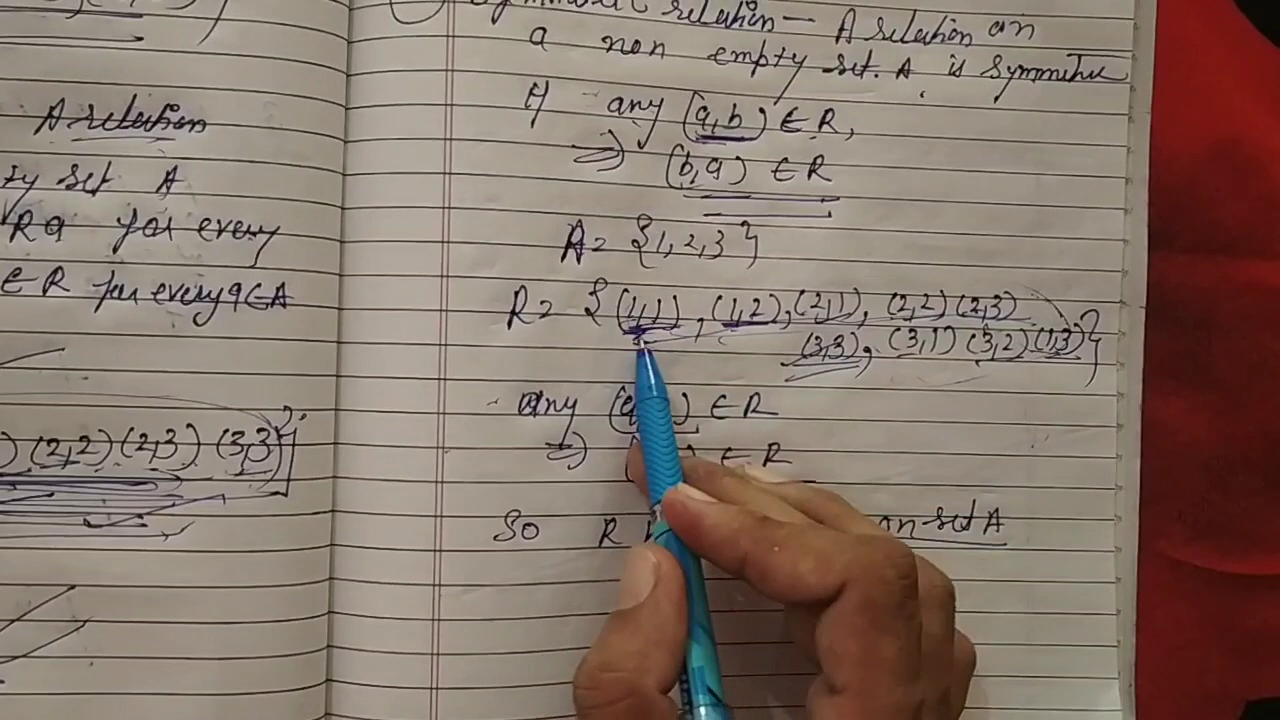 A relation
ty set A
Ra for every
∈ R for every a ∈ A
) (2,2) (2,3) (3,3)}
relation – A relation on
a non empty set. A is Symmetric
if any (a,b) ∈ R,
⇒ (b,a) ∈ R
A = {1,2,3}
R = {(1,1), (1,2), (2,1), (2,2) (2,3)
(3,3), (3,1) (3,2) (1,3)}
any (a ) ∈ R
⇒ ( ) ∈ R
So R on set A